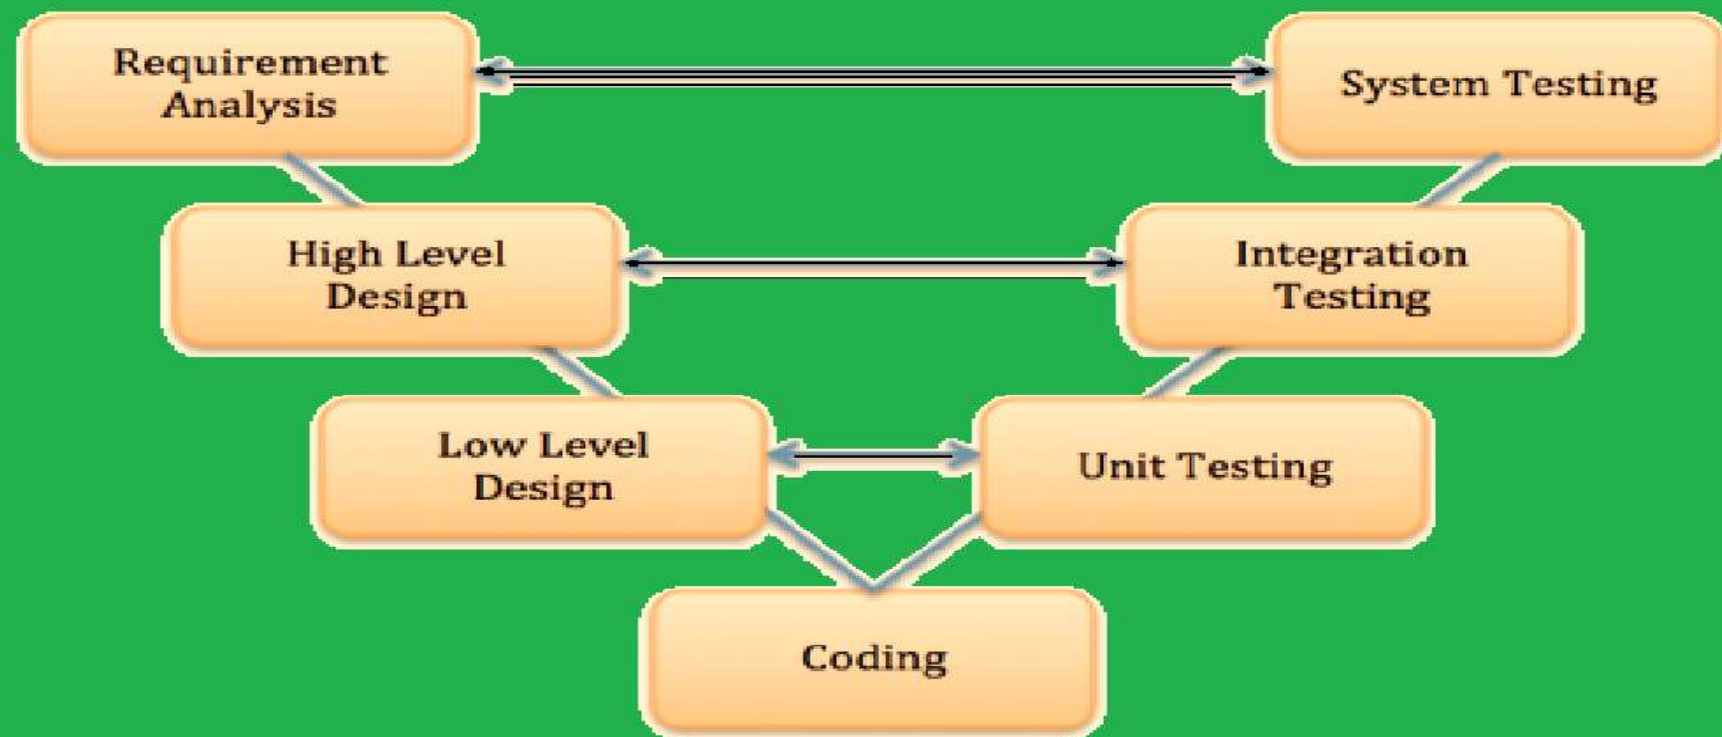 Requirement
Analysis
System Testing
High Level
Design
Integration
Testing
Low Level
Design
Unit Testing
Coding